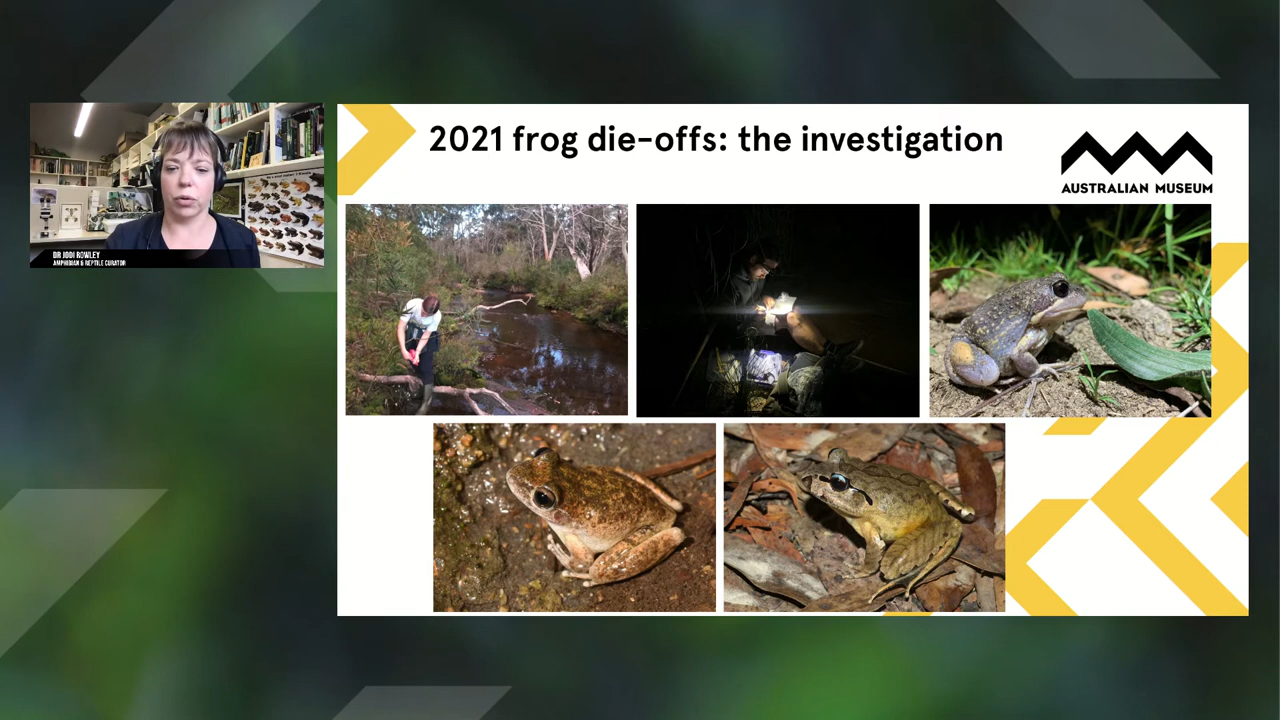 2021 frog die-offs: the investigation
AUSTRALIAN MUSEUM
DR JODI ROWLEY
AMPHIBIAN & REPTILE CURATOR